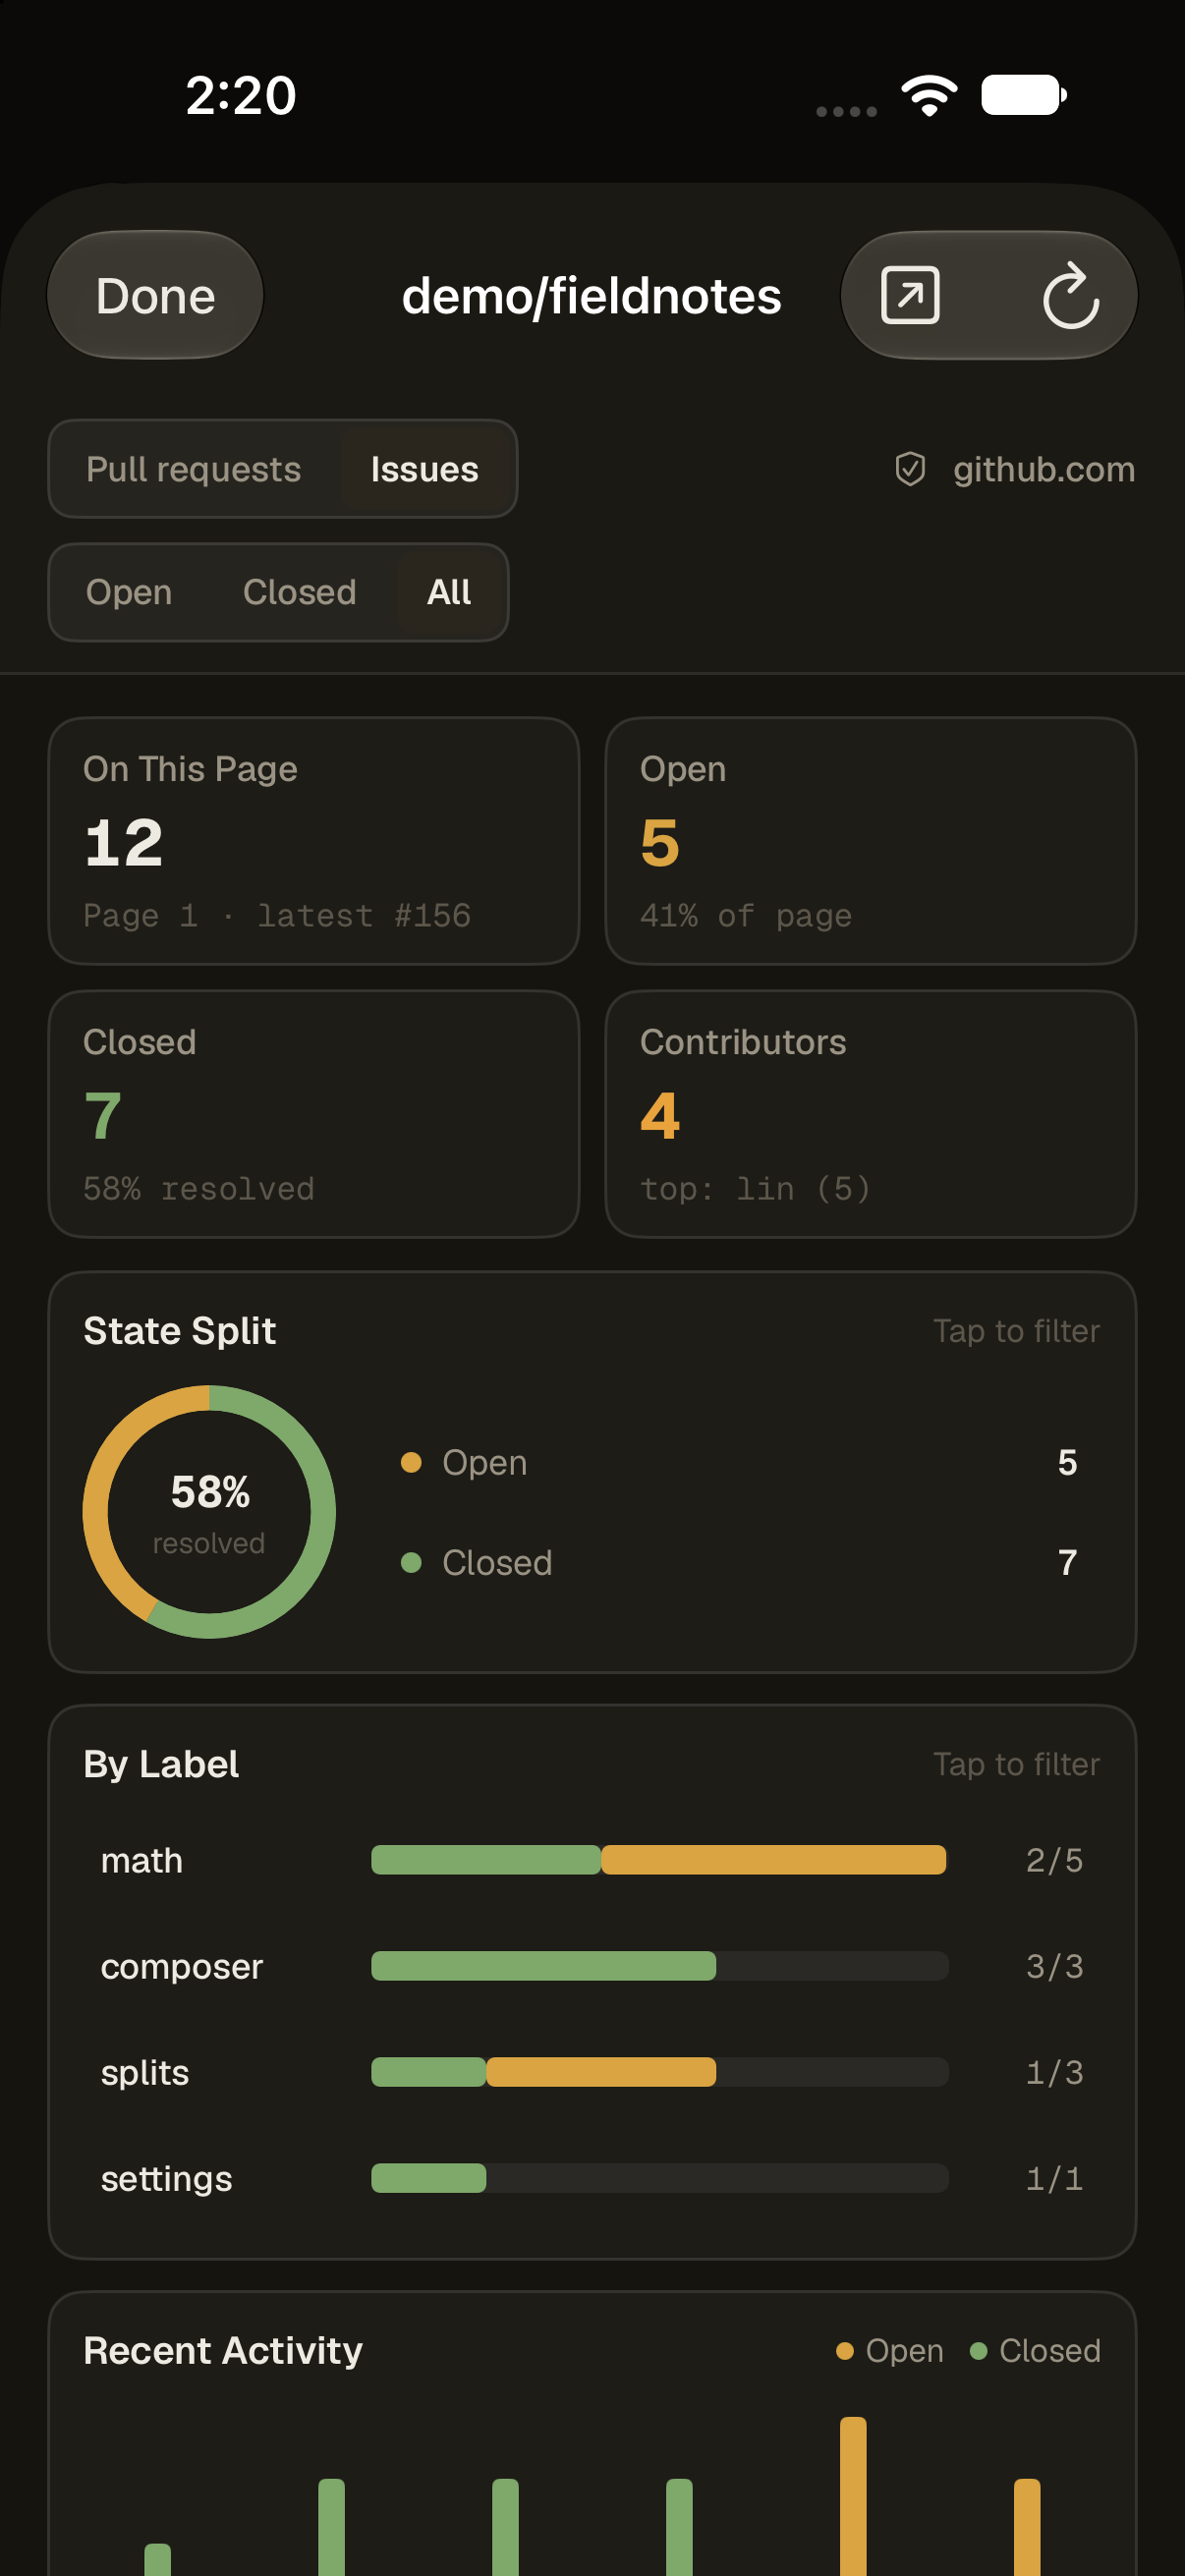 2:20
Done
demo/fieldnotes
Pull requests
Issues
github.com
Open
Closed
All
On This Page
12
Page 1 · latest #156
Open
5
41% of page
Closed
7
58% resolved
Contributors
4
top: lin (5)
State Split
Tap to filter
58%
resolved
Open
5
Closed
7
By Label
Tap to filter
math
2/5
composer
3/3
splits
1/3
settings
1/1
Recent Activity
Open
Closed